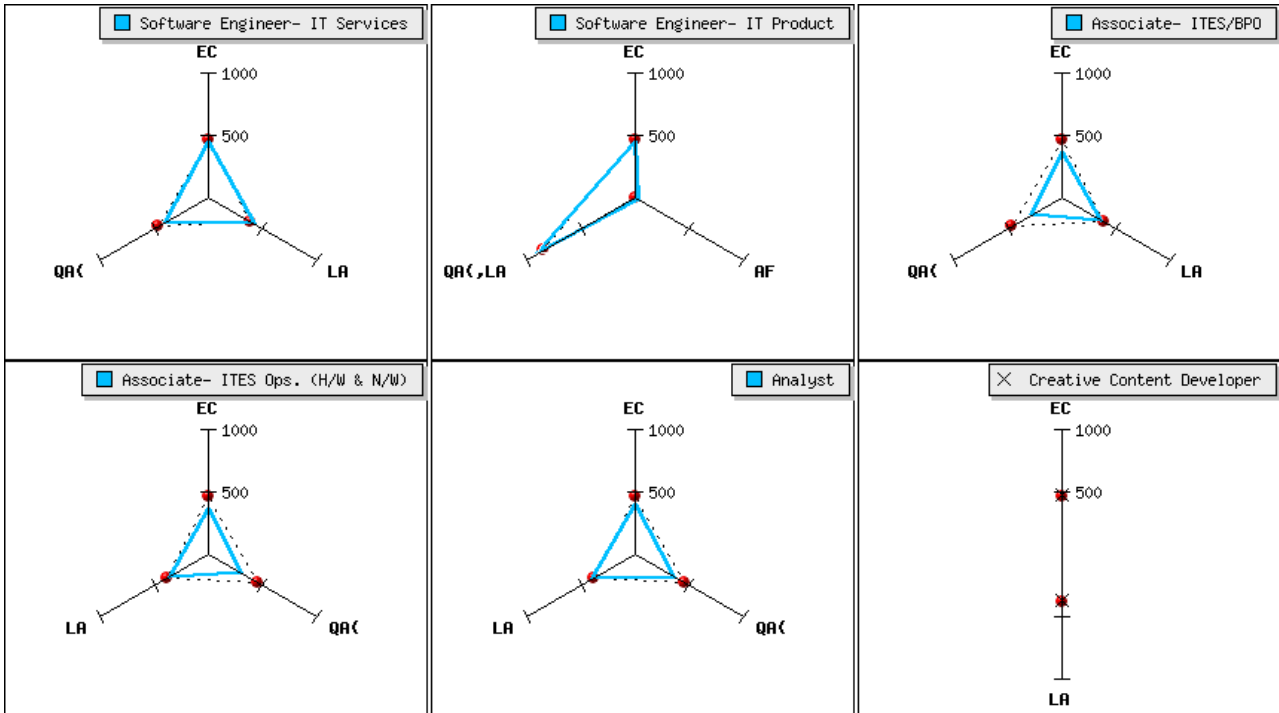 Software Engineer- IT Services
EC
1000
500
QA(
LA
Software Engineer- IT Product
EC
1000
500
QA(,LA
AF
Associate- ITES/BPO
EC
1000
500
QA(
LA
Associate- ITES Ops. (H/W & N/W)
EC
1000
500
LA
QA(
Analyst
EC
1000
500
LA
QA(
Creative Content Developer
EC
1000
500
LA